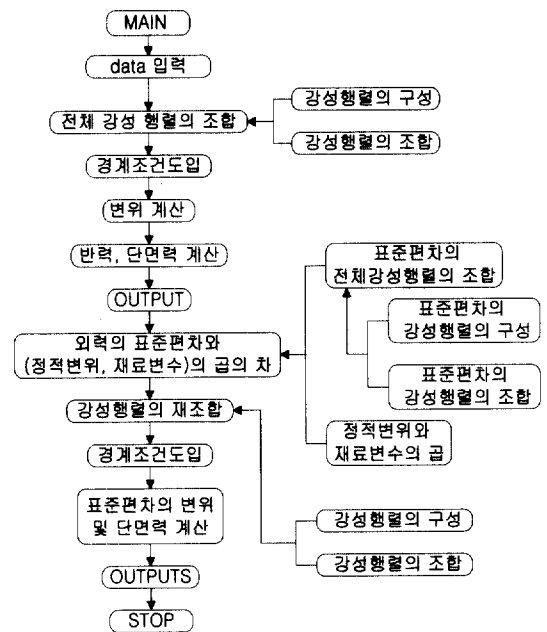 MAIN
data 입력
전체 강성 행렬의 조합
강성행렬의 구성
강성행렬의 조합
경계조건도입
변위 계산
반력, 단면력 계산
OUTPUT
외력의 표준편차와
(정적변위, 재료변수)의 곱의 차
표준편차의
전체강성행렬의 조합
표준편차의
강성행렬의 구성
표준편차의
강성행렬의 조합
정적변위와
재료변수의 곱
강성행렬의 재조합
경계조건도입
표준편차의 변위
및 단면력 계산
강성행렬의 구성
강성행렬의 조합
OUTPUTS
STOP